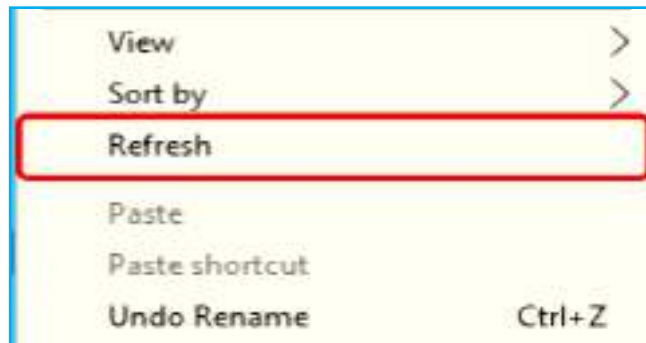 View
Sort by
Refresh
Paste
Paste shortcut
Undo Rename Ctrl+Z